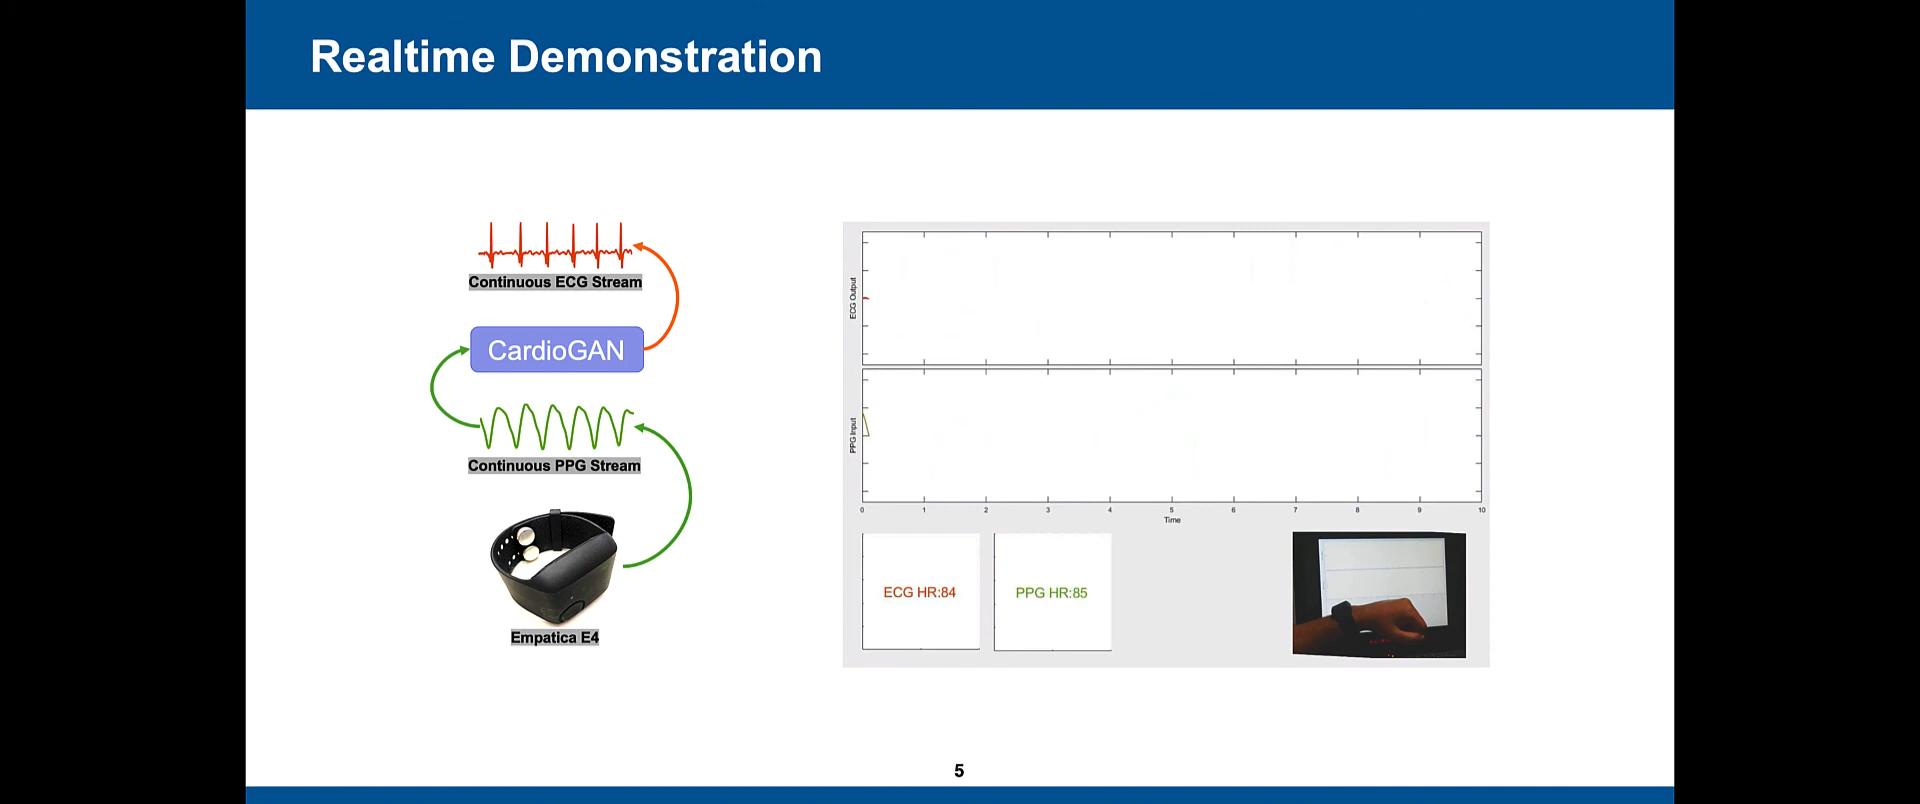 Realtime Demonstration
Continuous ECG Stream
CardioGAN
Continuous PPG Stream
Empatica E4
ECG Output
PPG Input
0 1 2 3 4 5 6 7 8 9 10
Time
ECG HR:84
PPG HR:85
5